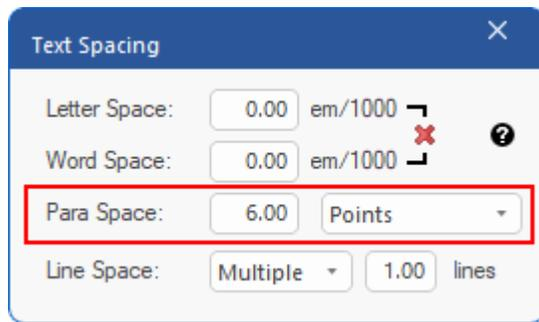 Text Spacing
Letter Space: 0.00 em/1000
Word Space: 0.00 em/1000
Para Space: 6.00 Points
Line Space: Multiple 1.00 lines